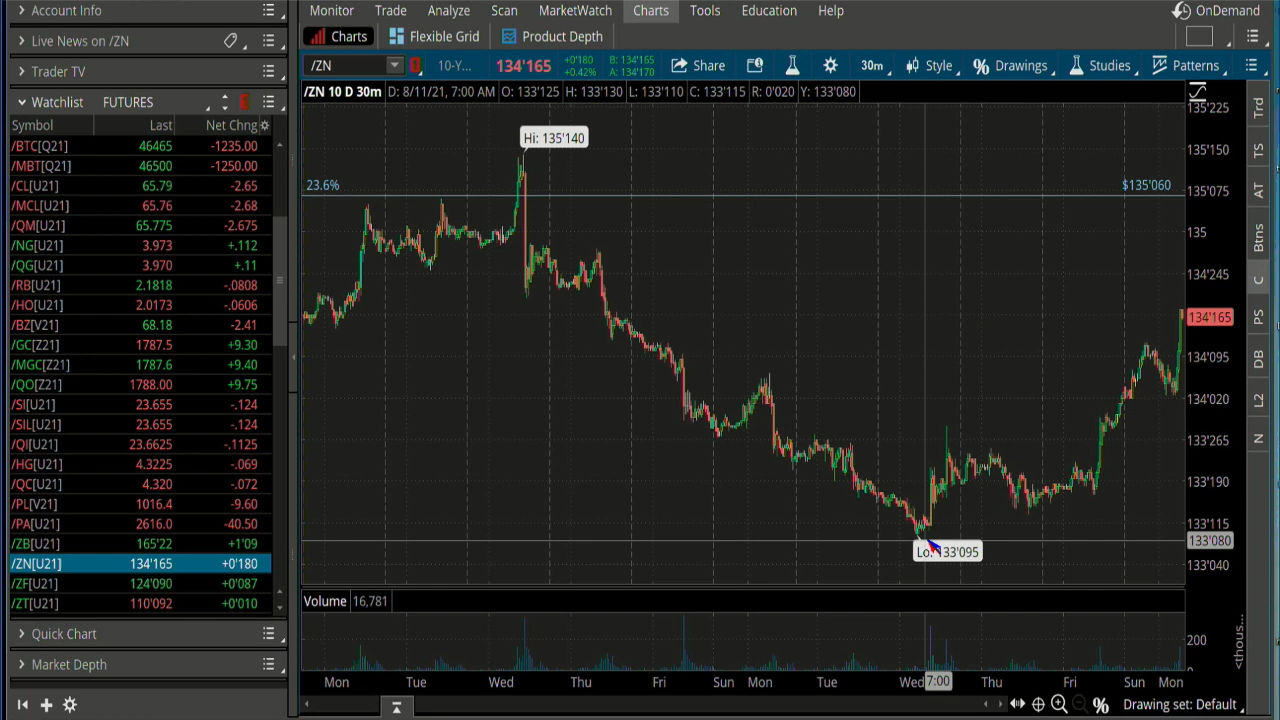 Account Info
Monitor Trade Analyze Scan MarketWatch Charts Tools Education Help OnDemand
Live News on /ZN
Charts Flexible Grid Product Depth
Trader TV
/ZN 10-Y... 134'165 +0'180 +0.42% B: 134'165 A: 134'170 Share 30m Style Drawings Studies Patterns
Watchlist FUTURES
/ZN 10 D 30m D: 8/11/21, 7:00 AM O: 133'125 H: 133'130 L: 133'110 C: 133'115 R: 0'020 Y: 133'080
Symbol Last Net Chng
/BTC[Q21] 46465 -1235.00
/MBT[Q21] 46500 -1250.00
/CL[U21] 65.79 -2.65
/MCL[U21] 65.76 -2.68
/QM[U21] 65.775 -2.675
/NG[U21] 3.973 +.112
/QG[U21] 3.970 +.11
/RB[U21] 2.1818 -.0808
/HO[U21] 2.0173 -.0606
/BZ[V21] 68.18 -2.41
/GC[Z21] 1787.5 +9.30
/MGC[Z21] 1787.6 +9.40
/QO[Z21] 1788.00 +9.75
/SI[U21] 23.655 -.124
/SIL[U21] 23.655 -.124
/QI[U21] 23.6625 -.1125
/HG[U21] 4.3225 -.069
/QC[U21] 4.320 -.072
/PL[V21] 1016.4 -9.60
/PA[U21] 2616.0 -40.50
/ZB[U21] 165'22 +1'09
/ZN[U21] 134'165 +0'180
/ZF[U21] 124'090 +0'087
/ZT[U21] 110'092 +0'010
Quick Chart
Market Depth
Hi: 135'140
23.6% $135'060
Lo: 133'095
135'225
135'150
135'075
135
134'245
134'165
134'095
134'020
133'265
133'190
133'115
133'080
133'040
Volume 16,781
200
0
<thous...
Mon Tue Wed Thu Fri Sun Mon Tue Wed 7:00 Thu Fri Sun Mon
Drawing set: Default
Trd
TS
AT
Btns
C
PS
DB
L2
N